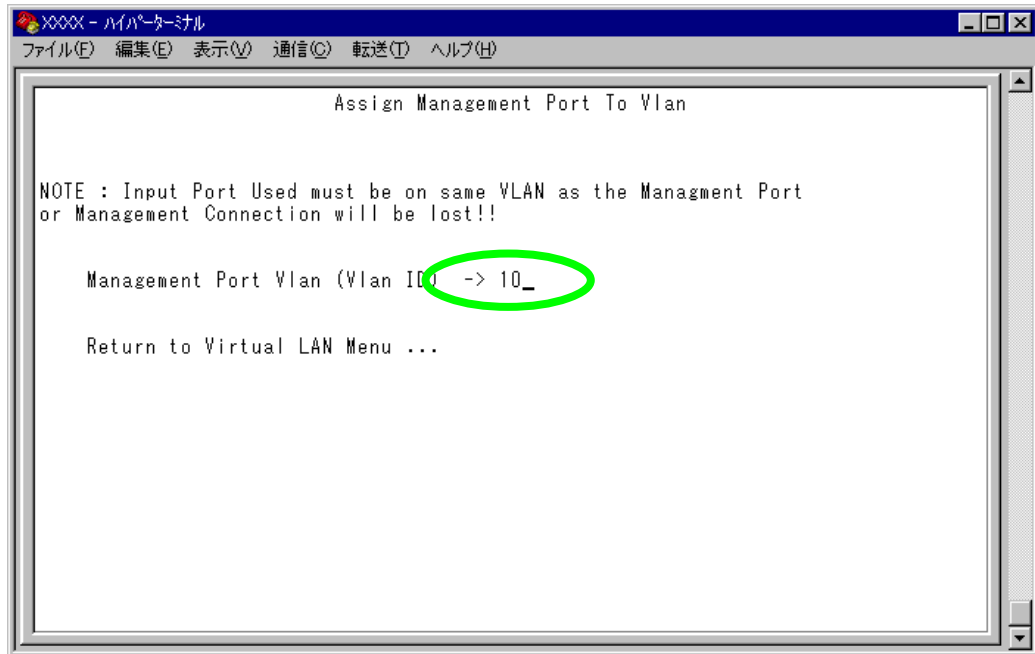 XXXX - ハイパーターミナル
ファイル(F) 編集(E) 表示(V) 通信(C) 転送(T) ヘルプ(H)
Assign Management Port To Vlan
NOTE : Input Port Used must be on same VLAN as the Managment Port
or Management Connection will be lost!!
Management Port Vlan (Vlan ID) -> 10_
Return to Virtual LAN Menu ...